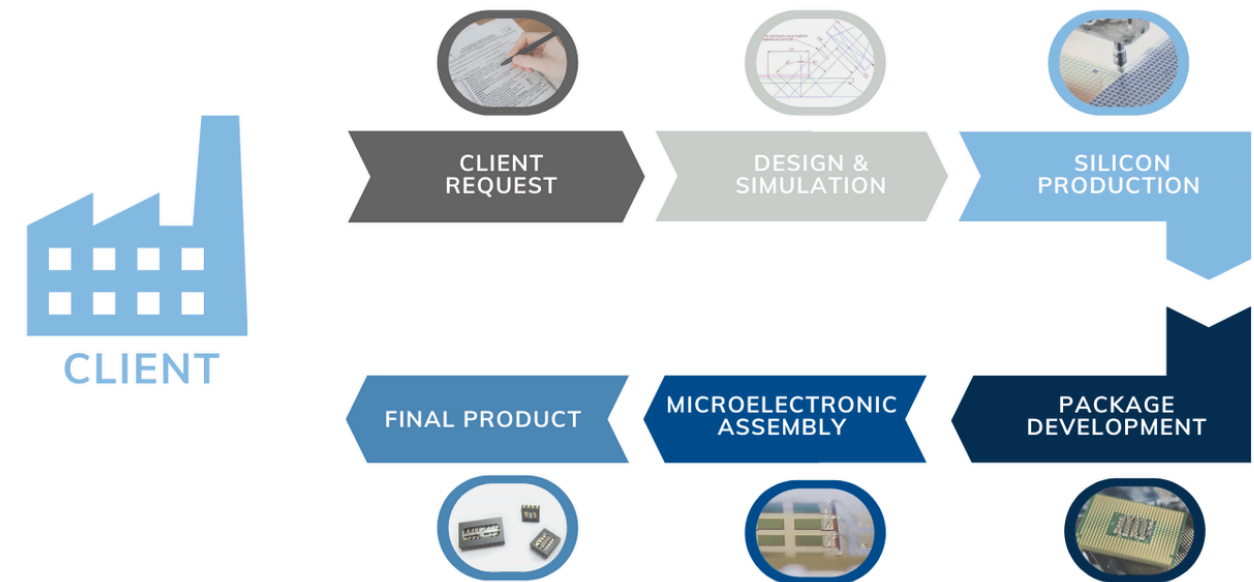 CLIENT
REQUEST
DESIGN &
SIMULATION
SILICON
PRODUCTION
CLIENT
FINAL PRODUCT
MICROELECTRONIC
ASSEMBLY
PACKAGE
DEVELOPMENT